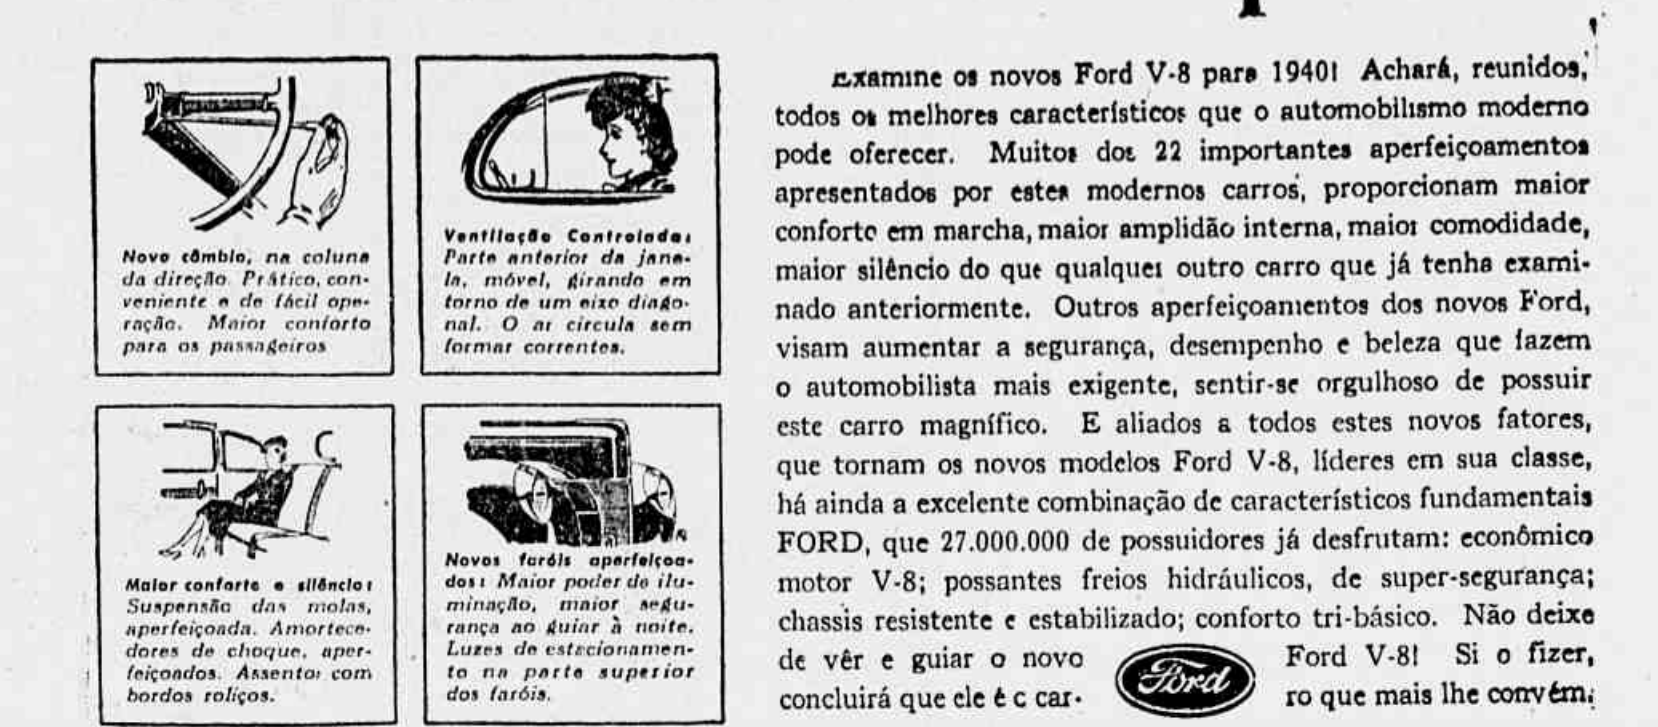 Novo câmbio, na coluna
da direção. Prático, con-
veniente e de fácil ope-
ração. Maior conforto
para os passageiros
Ventilação Controlada:
Parte anterior da jane-
la, móvel, girando em
torno de um eixo diago-
nal. O ar circula sem
formar correntes.
Maior conforto e silêncio:
Suspensão das molas,
aperfeiçoada. Amortece-
dores de choque, aper-
feiçoados. Assentos com
bordos roliços.
Novos faróis aperfeiçoa-
dos: Maior poder de ilu-
minação, maior segu-
rança ao guiar à noite.
Luzes de estacionamen-
to na parte superior
dos faróis.
Examine os novos Ford V-8 para 1940! Achará, reunidos,
todos os melhores característicos que o automobilismo moderno
pode oferecer. Muitos dos 22 importantes aperfeiçoamentos
apresentados por estes modernos carros, proporcionam maior
conforto em marcha, maior amplidão interna, maior comodidade,
maior silêncio do que qualquer outro carro que já tenha exami-
nado anteriormente. Outros aperfeiçoamentos dos novos Ford,
visam aumentar a segurança, desempenho e beleza que fazem
o automobilista mais exigente, sentir-se orgulhoso de possuir
este carro magnífico. E aliados a todos estes novos fatores,
que tornam os novos modelos Ford V-8, líderes em sua classe,
há ainda a excelente combinação de característicos fundamentais
FORD, que 27.000.000 de possuidores já desfrutam: econômico
motor V-8; possantes freios hidráulicos, de super-segurança;
chassis resistente e estabilizado; conforto tri-básico. Não deixe
de vêr e guiar o novo Ford V-8! Si o fizer,
concluirá que ele é o car- ro que mais lhe convém.
Ford